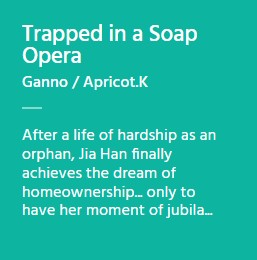 Trapped in a Soap
Opera
Ganno / Apricot.K
After a life of hardship as an
orphan, Jia Han finally
achieves the dream of
homeownership... only to
have her moment of jubila...